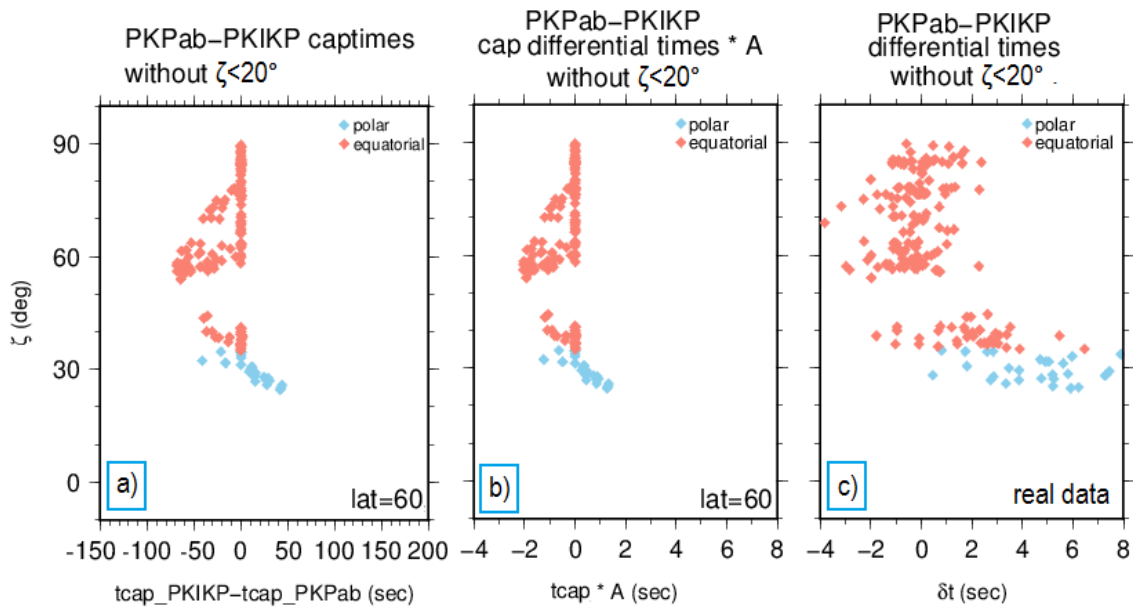 PKPab−PKIKP captimes
without ζ<20°
polar
equatorial
90
60
30
0
ζ (deg)
a)
lat=60
-150 -100 -50 0 50 100 150 200
tcap_PKIKP−tcap_PKPab (sec)
PKPab−PKIKP
cap differential times * A
without ζ<20°
polar
equatorial
b)
lat=60
−4 −2 0 2 4 6 8
tcap * A (sec)
PKPab−PKIKP
differential times
without ζ<20°
polar
equatorial
c)
real data
−4 −2 0 2 4 6 8
δt (sec)